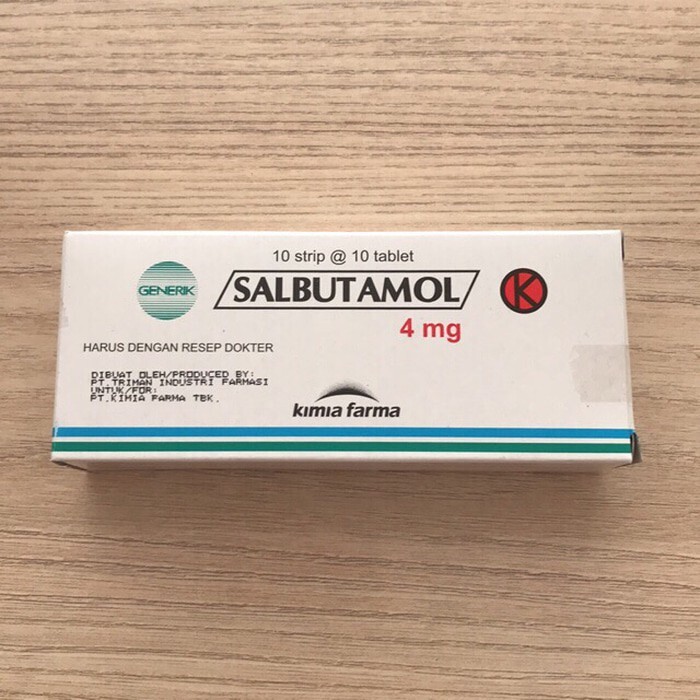 10 strip @ 10 tablet
GENERIK
SALBUTAMOL
K
4 mg
HARUS DENGAN RESEP DOKTER
DIBUAT OLEH/PRODUCED BY:
PT.TRIMAN INDUSTRI FARMASI
UNTUK/FOR:
PT.KIMIA FARMA TBK.
kimia farma